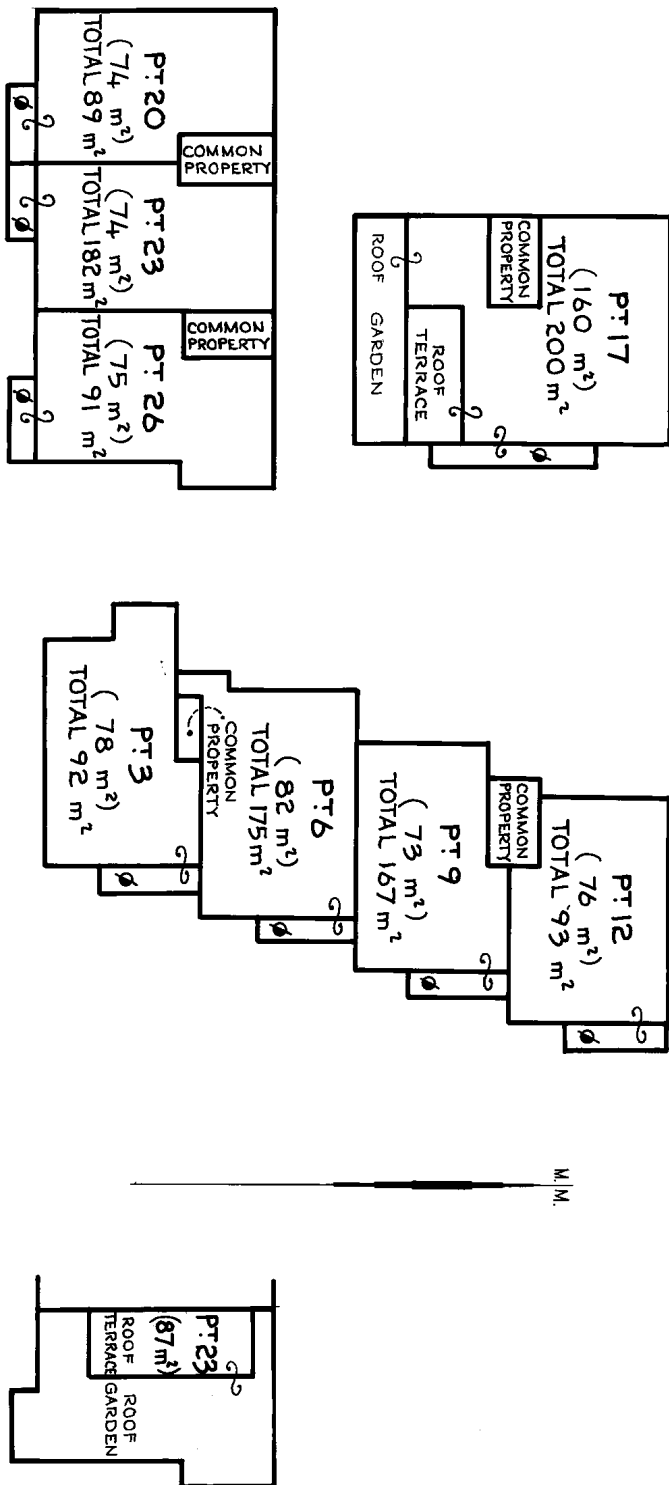 PT.20
(74 m²)
TOTAL 89 m²
Ø
COMMON
PROPERTY
PT.23
(74 m²)
TOTAL 182 m²
Ø
COMMON
PROPERTY
PT.26
(75 m²)
TOTAL 91 m²
Ø
PT.17
(160 m²)
TOTAL 200 m²
COMMON
PROPERTY
ROOF
TERRACE
ROOF GARDEN
Ø
PT.3
(78 m²)
TOTAL 92 m²
Ø
COMMON
PROPERTY
PT.6
(82 m²)
TOTAL 175 m²
Ø
PT.9
(73 m²)
TOTAL 167 m²
Ø
COMMON
PROPERTY
PT.12
(76 m²)
TOTAL 93 m²
Ø
M.M.
PT.23
(87 m²)
ROOF
TERRACE
ROOF
GARDEN